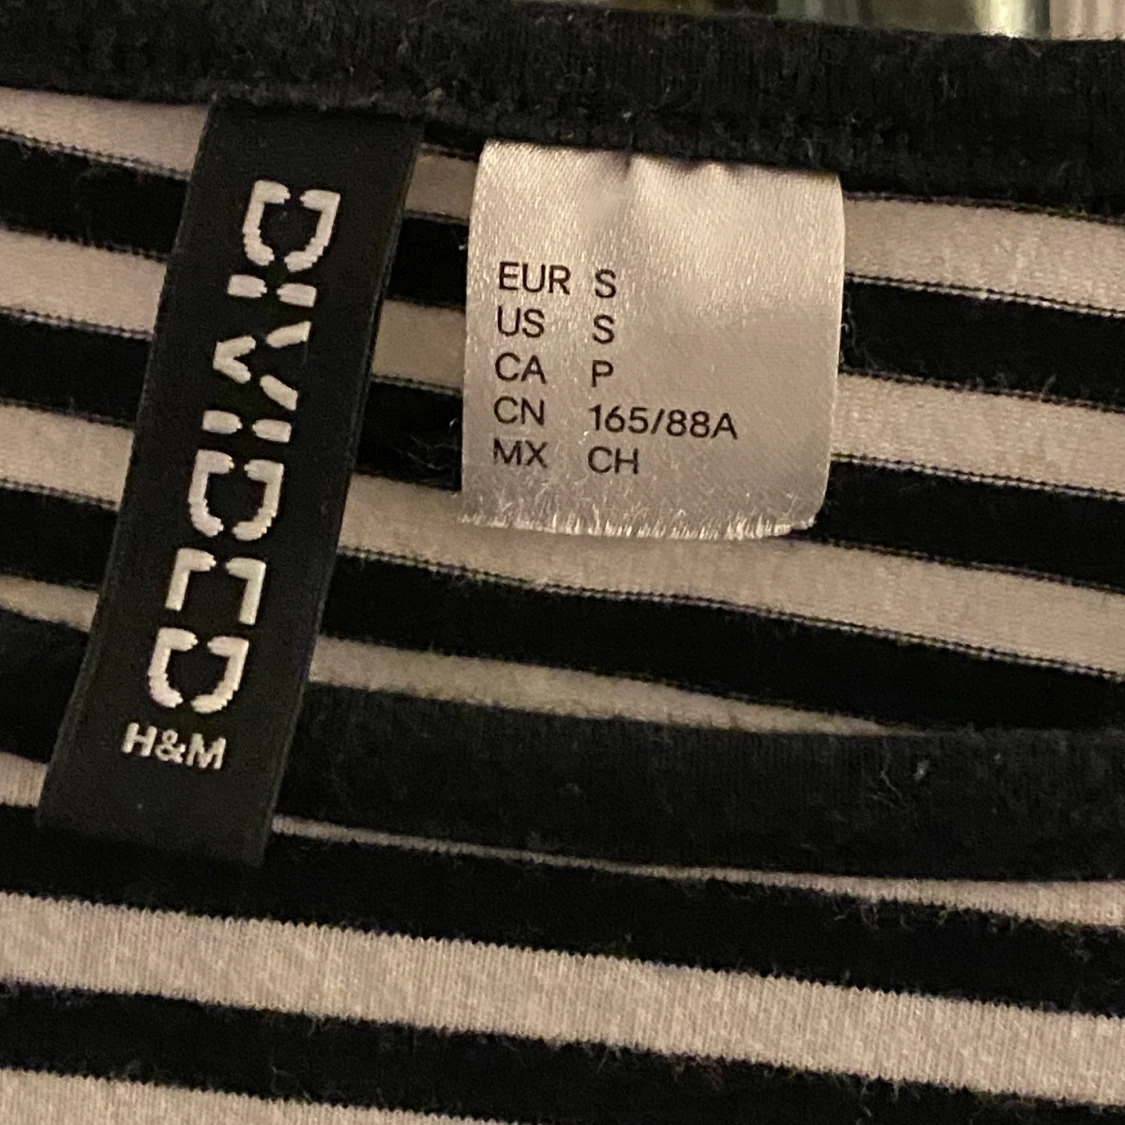 DIVIDED
H&M
EUR S
US S
CA P
CN 165/88A
MX CH